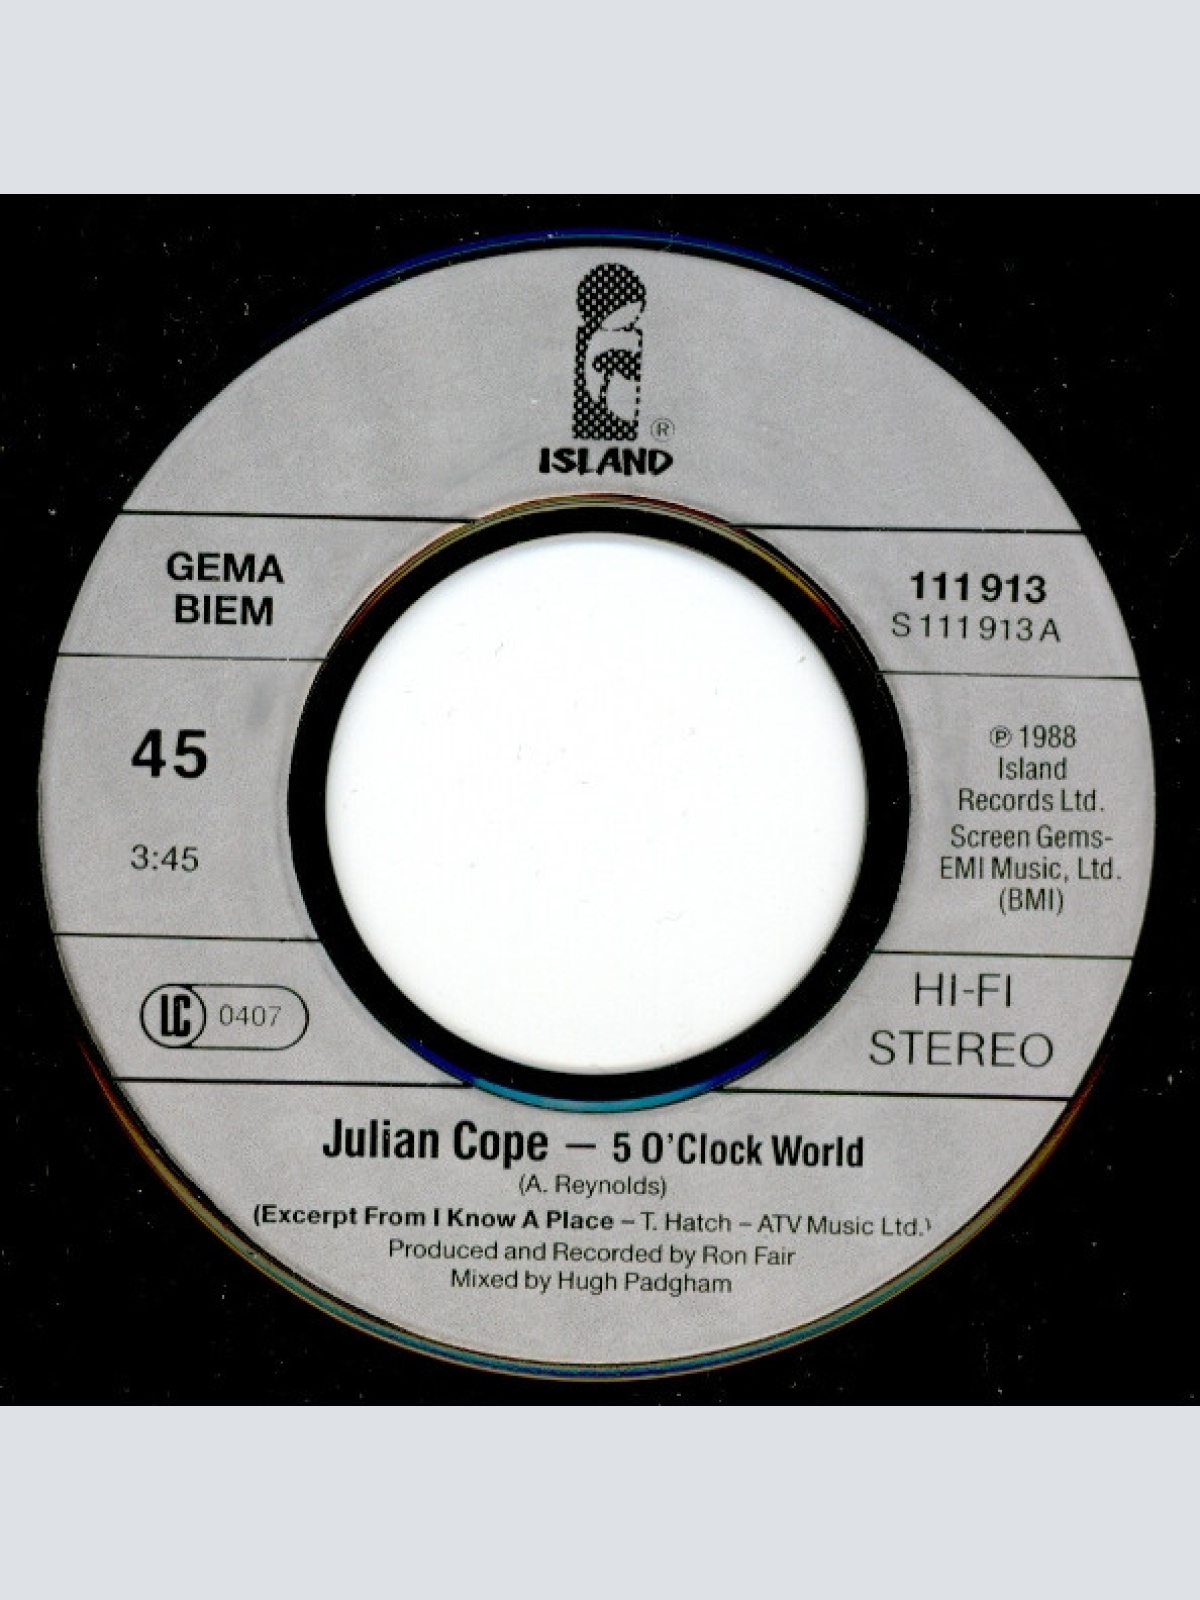 ®
ISLAND
GEMA
BIEM
111 913
S 111 913 A
45
3:45
℗ 1988
Island
Records Ltd.
Screen Gems-
EMI Music, Ltd.
(BMI)
LC 0407
HI-FI
STEREO
Julian Cope – 5 O'Clock World
(A. Reynolds)
(Excerpt From I Know A Place – T. Hatch – ATV Music Ltd.)
Produced and Recorded by Ron Fair
Mixed by Hugh Padgham